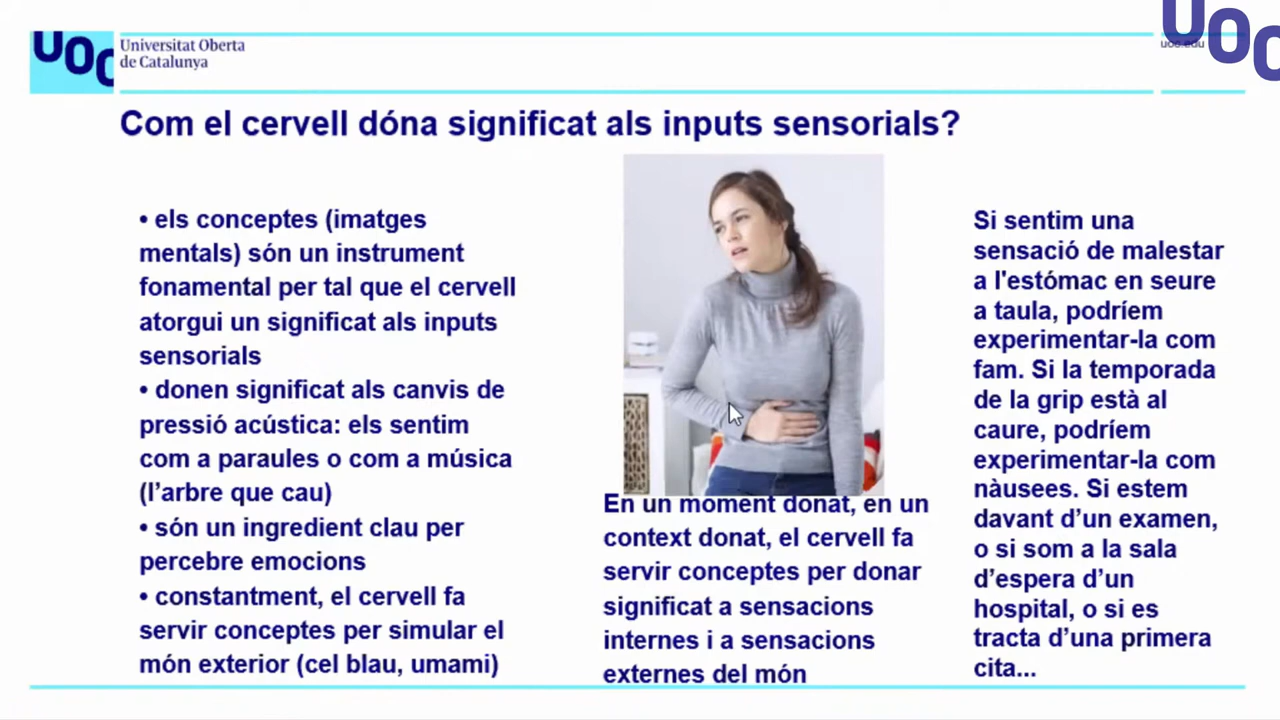 UOC
Universitat Oberta
de Catalunya
uoc.edu
UOC
Com el cervell dóna significat als inputs sensorials?
• els conceptes (imatges
mentals) són un instrument
fonamental per tal que el cervell
atorgui un significat als inputs
sensorials
• donen significat als canvis de
pressió acústica: els sentim
com a paraules o com a música
(l’arbre que cau)
• són un ingredient clau per
percebre emocions
• constantment, el cervell fa
servir conceptes per simular el
món exterior (cel blau, umami)
En un moment donat, en un
context donat, el cervell fa
servir conceptes per donar
significat a sensacions
internes i a sensacions
externes del món
Si sentim una
sensació de malestar
a l'estómac en seure
a taula, podríem
experimentar-la com
fam. Si la temporada
de la grip està al
caure, podríem
experimentar-la com
nàusees. Si estem
davant d’un examen,
o si som a la sala
d’espera d’un
hospital, o si es
tracta d’una primera
cita...